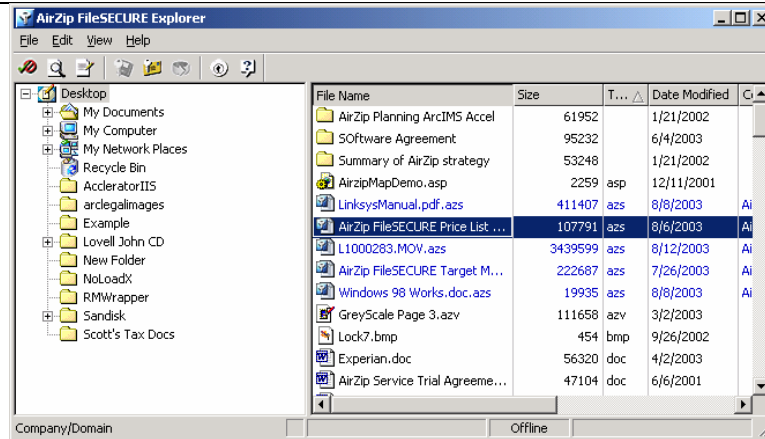 AirZip FileSECURE Explorer
File Edit View Help
Desktop
My Documents
My Computer
My Network Places
Recycle Bin
AccleratorIIS
arclegalimages
Example
Lovell John CD
New Folder
NoLoadX
RMWrapper
Sandisk
Scott's Tax Docs
File Name Size T... Date Modified C
AirZip Planning ArcIMS Accel 61952 1/21/2002
SOftware Agreement 95232 6/4/2003
Summary of AirZip strategy 53248 1/21/2002
AirzipMapDemo.asp 2259 asp 12/11/2001
LinksysManual.pdf.azs 411407 azs 8/8/2003 Ai
AirZip FileSECURE Price List ... 107791 azs 8/6/2003 Ai
L1000283.MOV.azs 3439599 azs 8/12/2003 Ai
AirZip FileSECURE Target M... 222687 azs 7/26/2003 Ai
Windows 98 Works.doc.azs 19935 azs 8/8/2003 Ai
GreyScale Page 3.azv 111658 azv 3/2/2003
Lock7.bmp 454 bmp 9/26/2002
Experian.doc 56320 doc 4/2/2003
AirZip Service Trial Agreeme... 47104 doc 6/6/2001
Company/Domain Offline